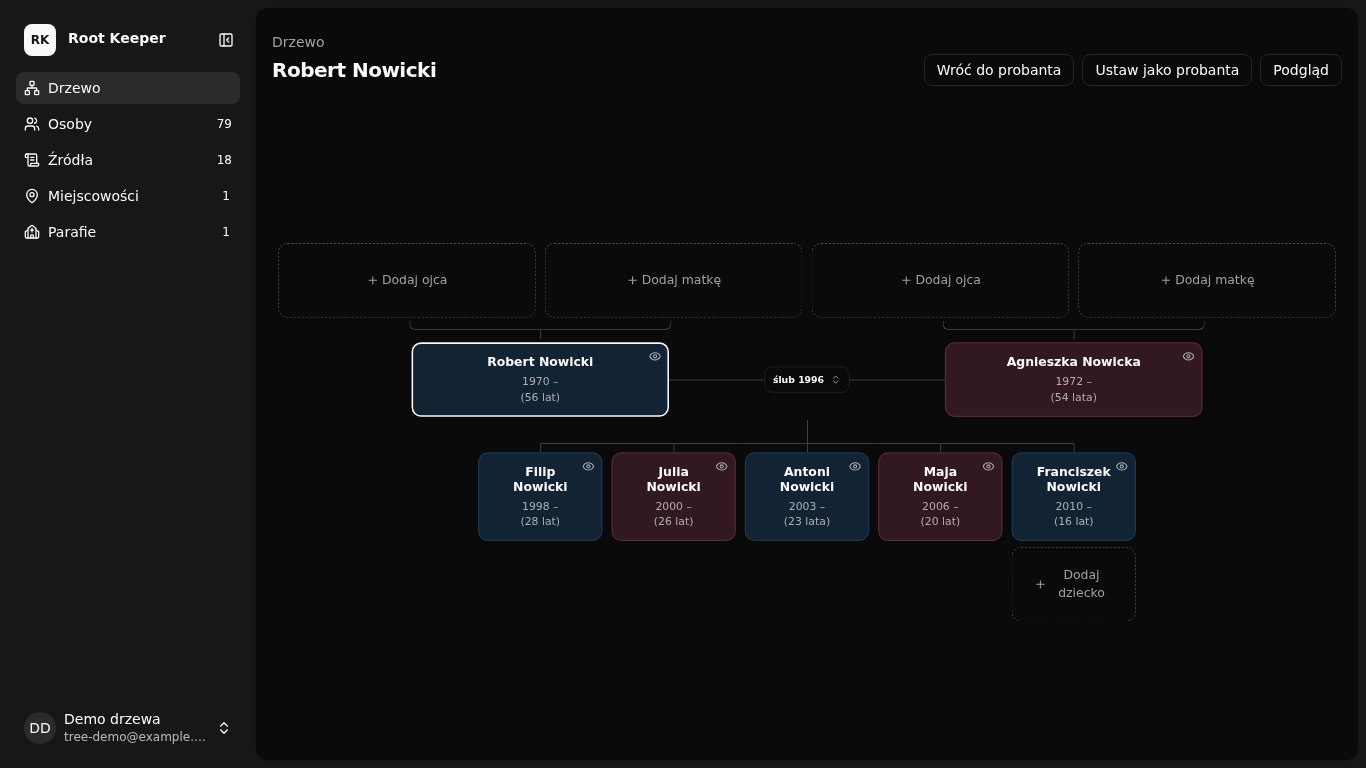 RK
Root Keeper
Drzewo
Osoby 79
Źródła 18
Miejscowości 1
Parafie 1
DD
Demo drzewa
tree-demo@example....
Drzewo
Robert Nowicki
Wróć do probanta
Ustaw jako probanta
Podgląd
+ Dodaj ojca
+ Dodaj matkę
+ Dodaj ojca
+ Dodaj matkę
Robert Nowicki
1970 –
(56 lat)
ślub 1996
Agnieszka Nowicka
1972 –
(54 lata)
Filip
Nowicki
1998 –
(28 lat)
Julia
Nowicki
2000 –
(26 lat)
Antoni
Nowicki
2003 –
(23 lata)
Maja
Nowicki
2006 –
(20 lat)
Franciszek
Nowicki
2010 –
(16 lat)
+ Dodaj
dziecko